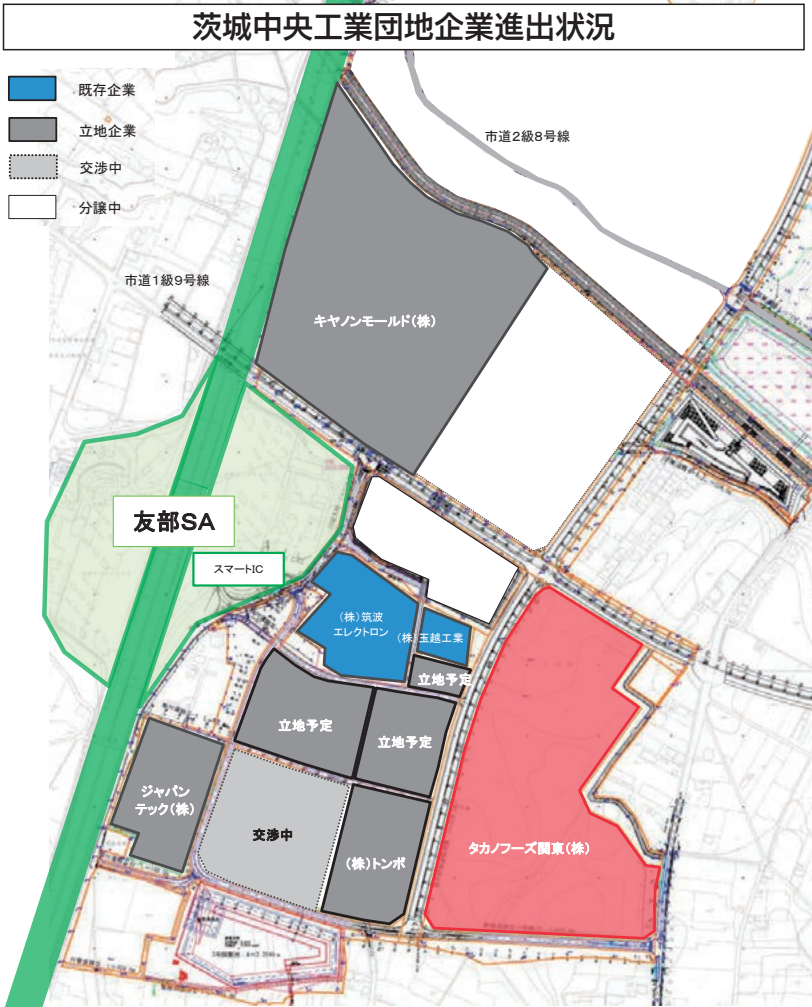 茨城中央工業団地企業進出状況
既存企業
立地企業
交渉中
分譲中
市道2級8号線
市道1級9号線
キヤノンモールド(株)
友部SA
スマートIC
(株)筑波
エレクトロン
(株)玉越工業
立地予定
立地予定
立地予定
ジャパン
テック(株)
交渉中
(株)トンボ
タカノフーズ関東(株)